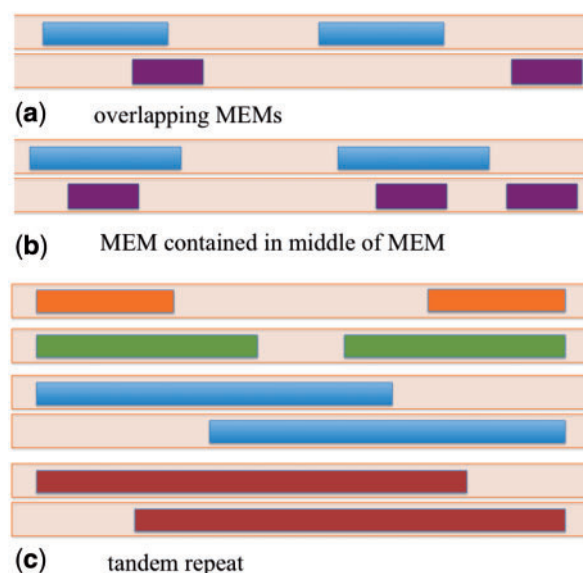 (a) overlapping MEMs
(b) MEM contained in middle of MEM
(c) tandem repeat